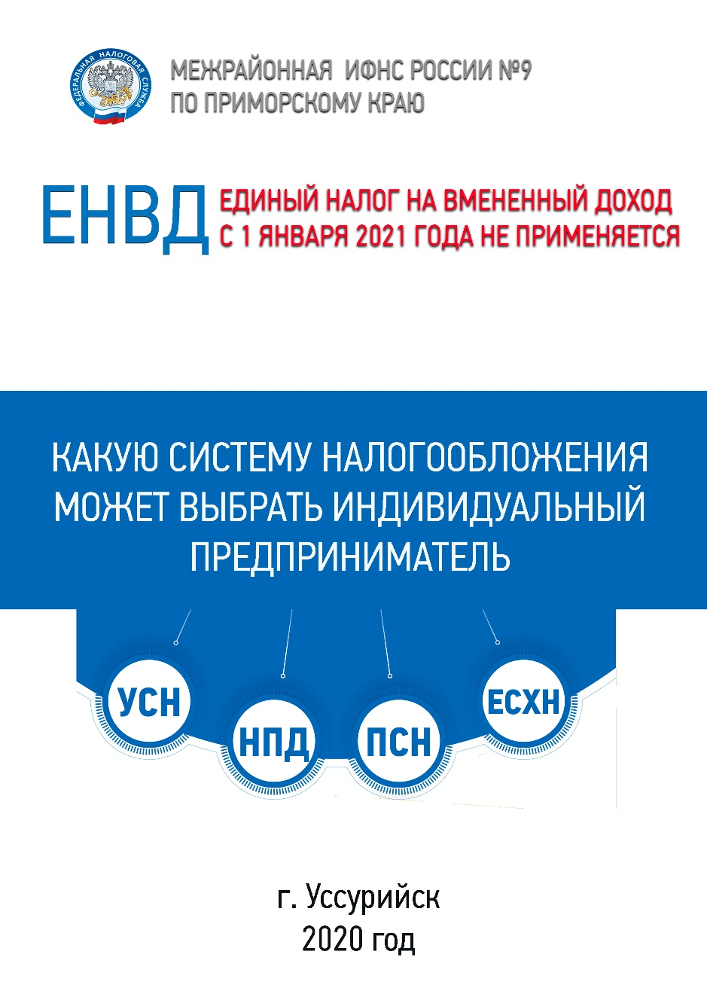 ФЕДЕРАЛЬНАЯ НАЛОГОВАЯ СЛУЖБА
МЕЖРАЙОННАЯ ИФНС РОССИИ №9
ПО ПРИМОРСКОМУ КРАЮ
ЕНВД
ЕДИНЫЙ НАЛОГ НА ВМЕНЕННЫЙ ДОХОД
С 1 ЯНВАРЯ 2021 ГОДА НЕ ПРИМЕНЯЕТСЯ
КАКУЮ СИСТЕМУ НАЛОГООБЛОЖЕНИЯ
МОЖЕТ ВЫБРАТЬ ИНДИВИДУАЛЬНЫЙ
ПРЕДПРИНИМАТЕЛЬ
УСН
НПД
ПСН
ЕСХН
г. Уссурийск
2020 год